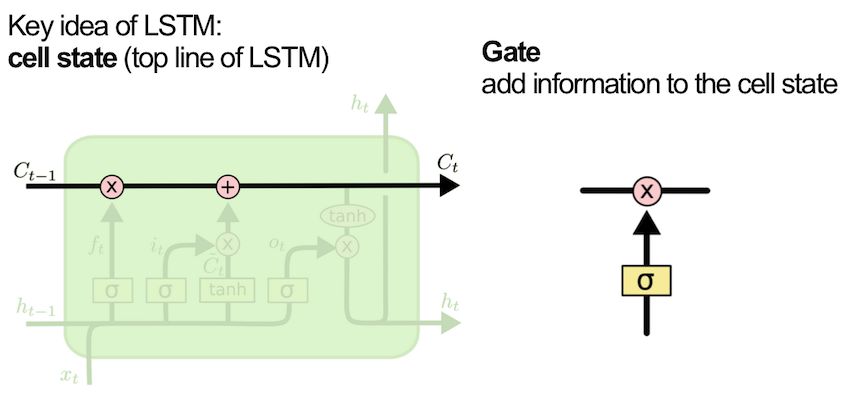 Key idea of LSTM:
cell state (top line of LSTM)
Gate
add information to the cell state
h_t
C_{t-1}
x
+
C_t
tanh
f_t
i_t
x
C̃_t
o_t
x
σ
σ
tanh
σ
h_{t-1}
h_t
x_t
x
σ